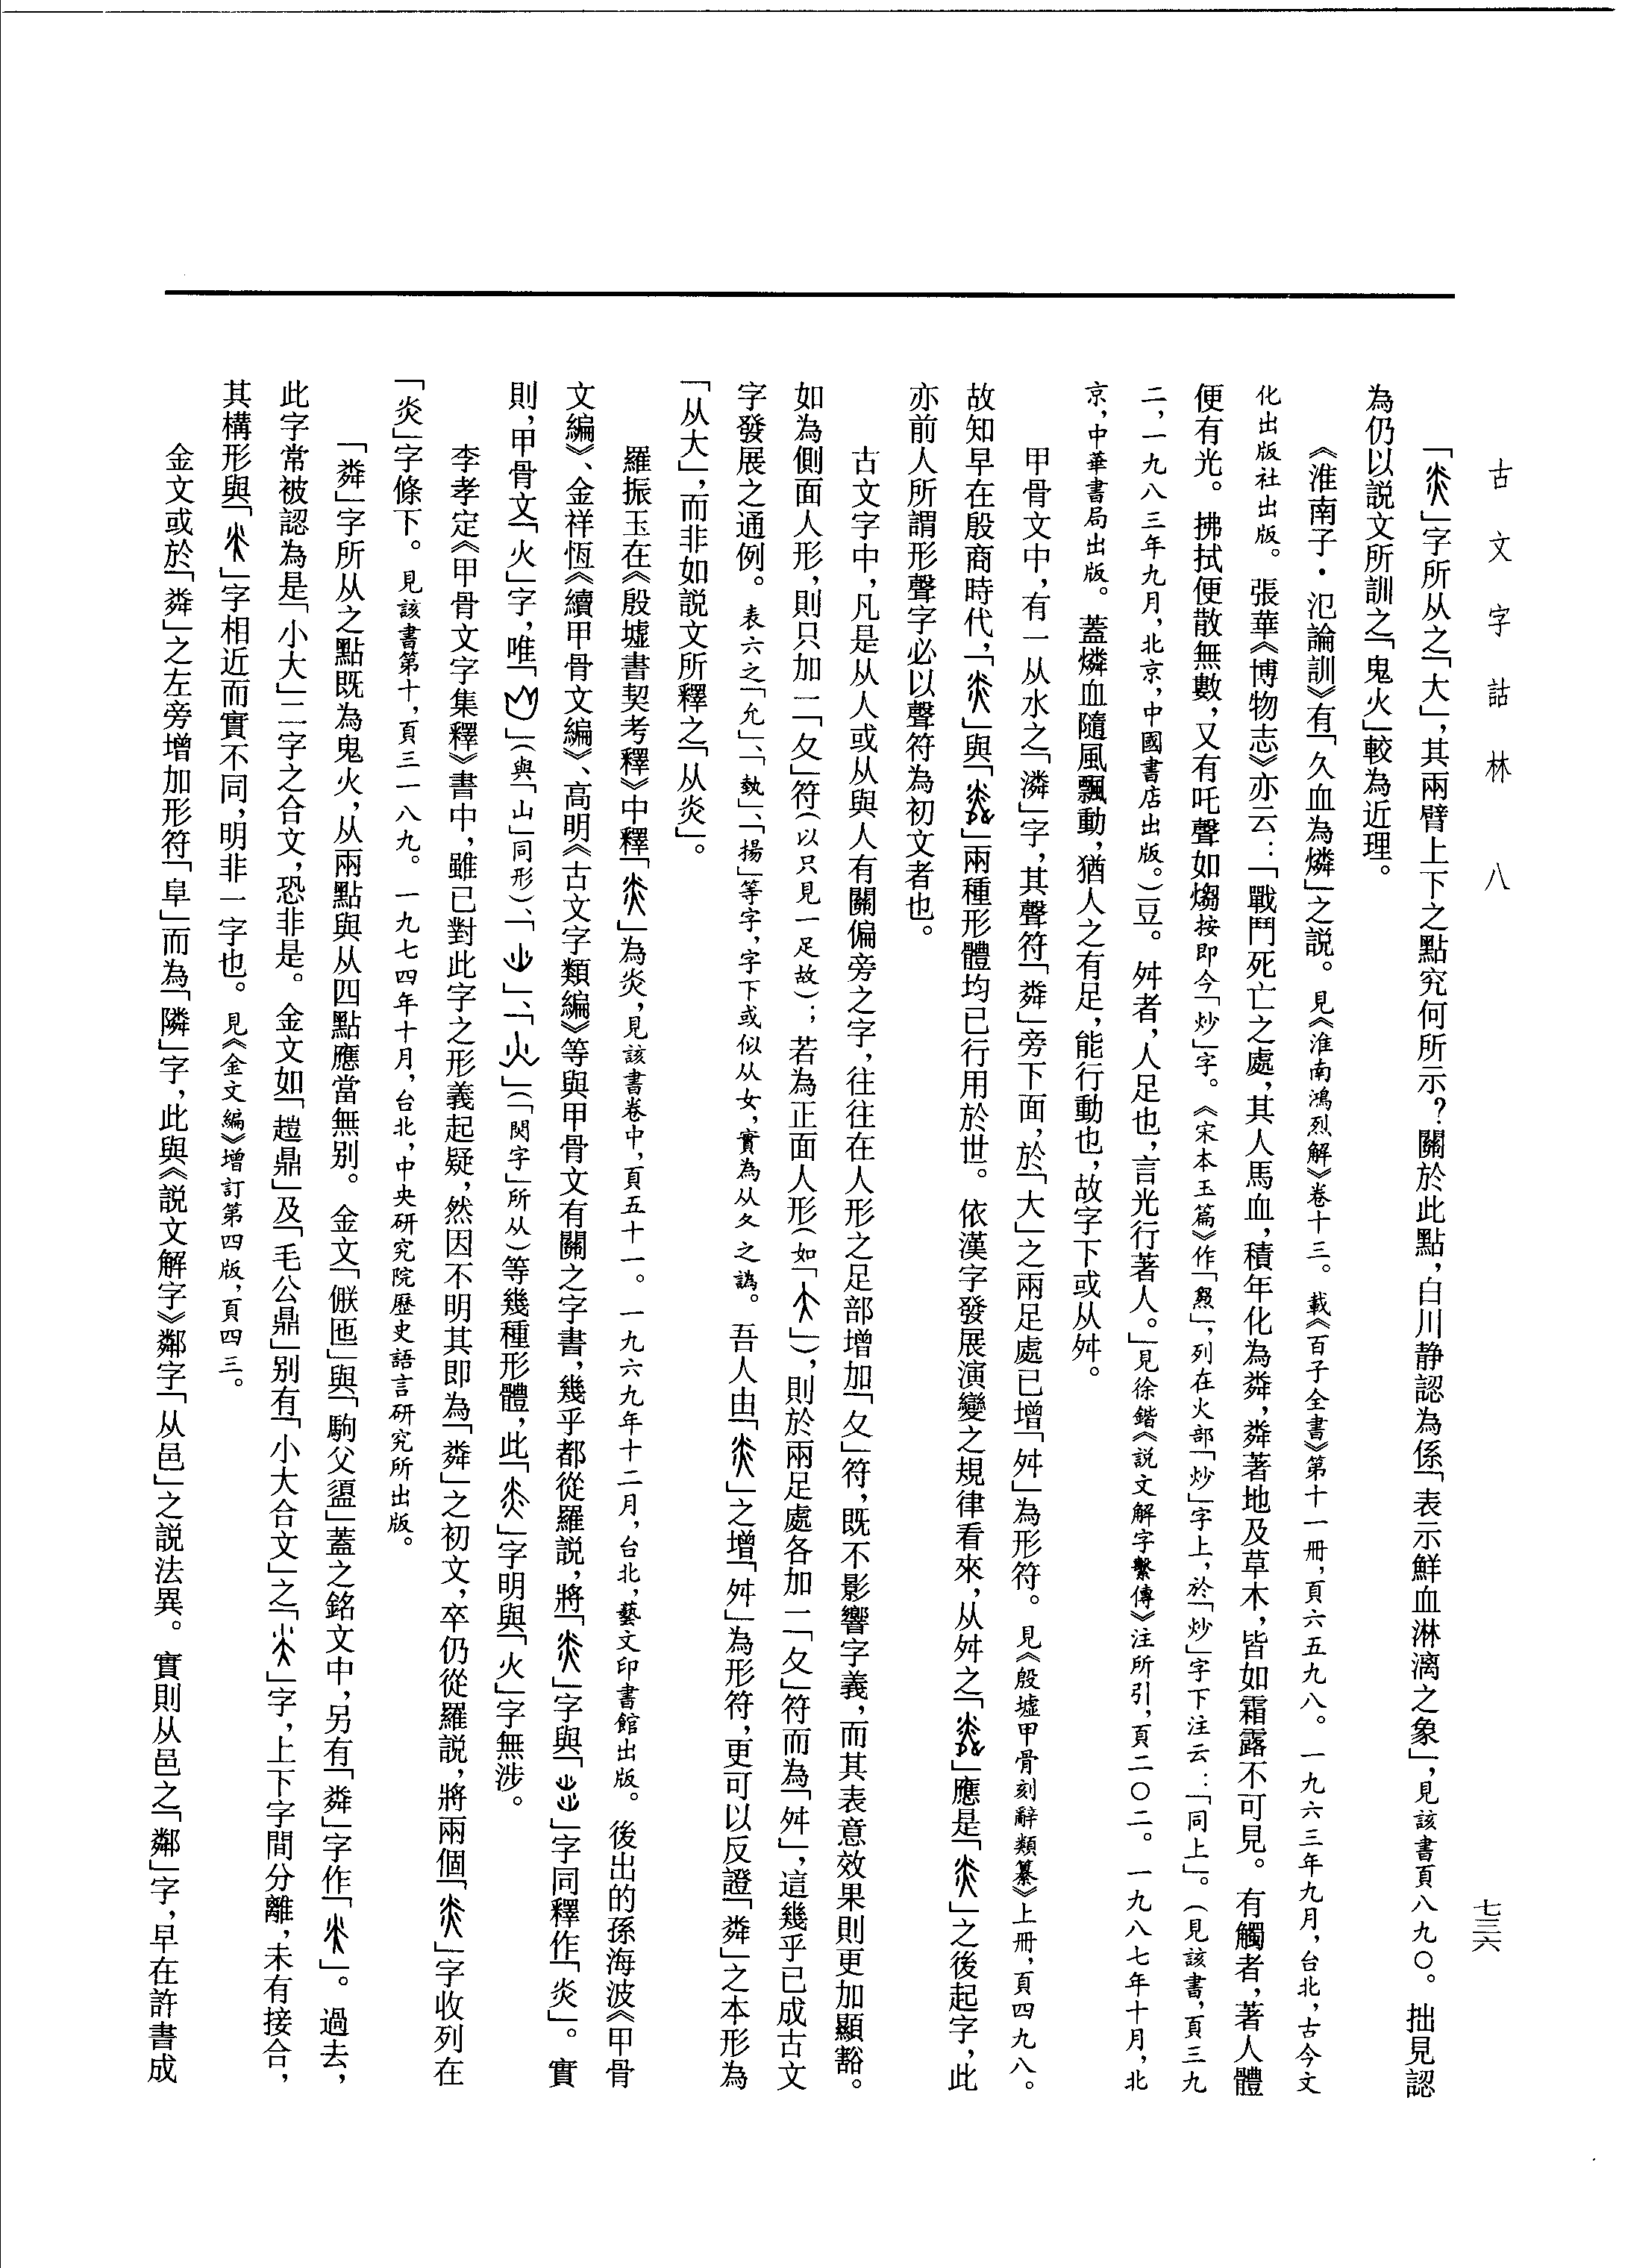 古文字詁林 八
七三六
「」字所从之「大」，其兩臂上下之點究何所示？關於此點，白川静認為係「表示鮮血淋漓之象」，見該書頁八九〇。拙見認
為仍以説文所訓之「鬼火」較為近理。
《淮南子·氾論訓》有「久血為燐」之説。見《淮南鴻烈解》卷十三。載《百子全書》第十一冊，頁六五九八。一九六三年九月，台北，古今文
化出版社出版。張華《博物志》亦云：「戰鬥死亡之處，其人馬血，積年化為粦，粦著地及草木，皆如霜露不可見。有觸者，著人體
便有光。拂拭便散無數，又有吒聲如𤌉按即今「炒」字。《宋本玉篇》作「㷅」，列在火部「炒」字上，於「炒」字下注云：「同上」。（見該書，頁三九
二，一九八三年九月，北京，中國書店出版。）豆。舛者，人足也，言光行著人。」見徐鍇《説文解字繫傳》注所引，頁二〇二。一九八七年十月，北
京，中華書局出版。蓋燐血隨風飄動，猶人之有足，能行動也，故字下或从舛。
甲骨文中，有一从水之「潾」字，其聲符「粦」旁下面，於「大」之兩足處已增「舛」為形符。見《殷墟甲骨刻辭類纂》上冊，頁四九八。
故知早在殷商時代，「」與「」兩種形體均已行用於世。依漢字發展演變之規律看來，从舛之「」應是「」之後起字，此
亦前人所謂形聲字必以聲符為初文者也。
古文字中，凡是从人或从與人有關偏旁之字，往往在人形之足部增加「夂」符，既不影響字義，而其表意效果則更加顯豁。
如為側面人形，則只加一「夂」符（以只見一足故）；若為正面人形（如「」），則於兩足處各加一「夂」符而為「舛」，這幾乎已成古文
字發展之通例。表六之「允」、「埶」、「揚」等字，字下或似从女，實為从夂之譌。吾人由「」之增「舛」為形符，更可以反證「粦」之本形為
「从大」，而非如説文所釋之「从炎」。
羅振玉在《殷墟書契考釋》中釋「」為炎，見該書卷中，頁五十一。一九六九年十二月，台北，藝文印書館出版。後出的孫海波《甲骨
文編》、金祥恆《續甲骨文編》、高明《古文字類編》等與甲骨文有關之字書，幾乎都從羅説，將「」字與「」字同釋作「炎」。實
則，甲骨文「火」字，唯「」（與「山」同形）、「」、「」（「閔字」所从）等幾種形體，此「」字明與「火」字無涉。
李孝定《甲骨文字集釋》書中，雖已對此字之形義起疑，然因不明其即為「粦」之初文，卒仍從羅説，將兩個「」字收列在
「炎」字條下。見該書第十，頁三一八九。一九七四年十月，台北，中央研究院歷史語言研究所出版。
「粦」字所从之點既為鬼火，从兩點與从四點應當無別。金文「倗匜」與「駒父盨」蓋之銘文中，另有「粦」字作「」。過去，
此字常被認為是「小大」二字之合文，恐非是。金文如「趞鼎」及「毛公鼎」別有「小大合文」之「」字，上下字間分離，未有接合，
其構形與「」字相近而實不同，明非一字也。見《金文編》增訂第四版，頁四三。
金文或於「粦」之左旁增加形符「阜」而為「隣」字，此與《説文解字》鄰字「从邑」之説法異。實則从邑之「鄰」字，早在許書成